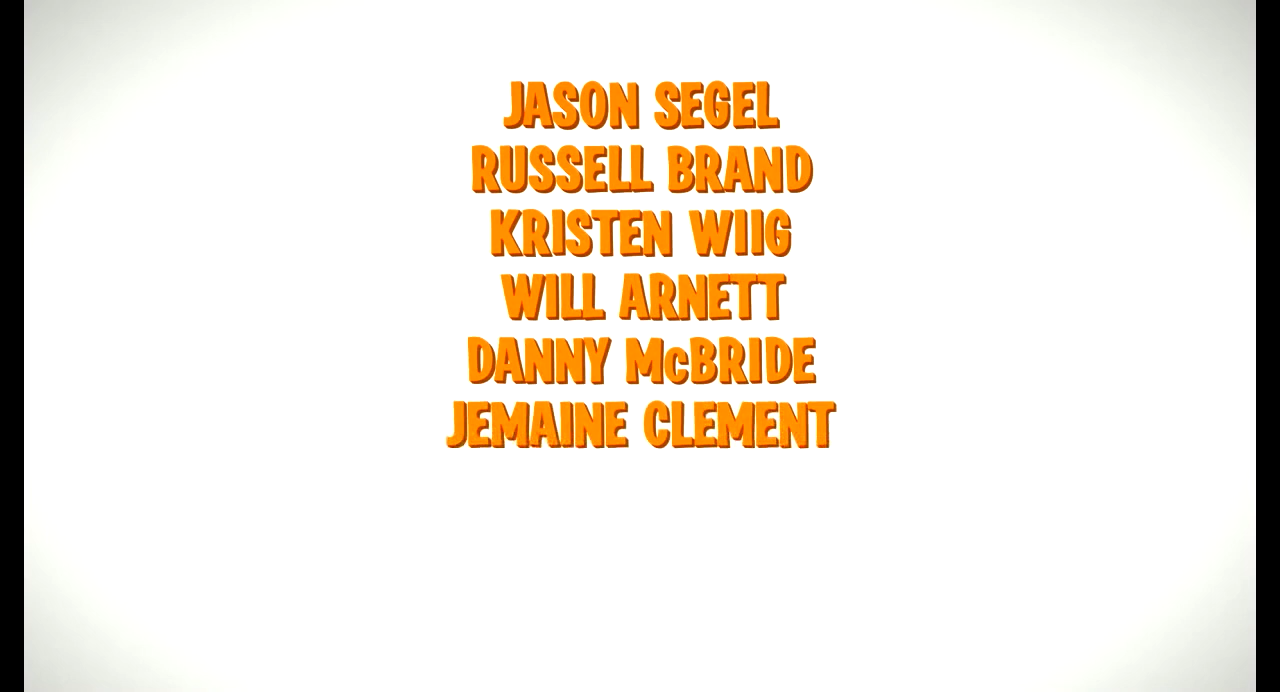 JASON SEGEL
RUSSELL BRAND
KRISTEN WIIG
WILL ARNETT
DANNY McBRIDE
JEMAINE CLEMENT